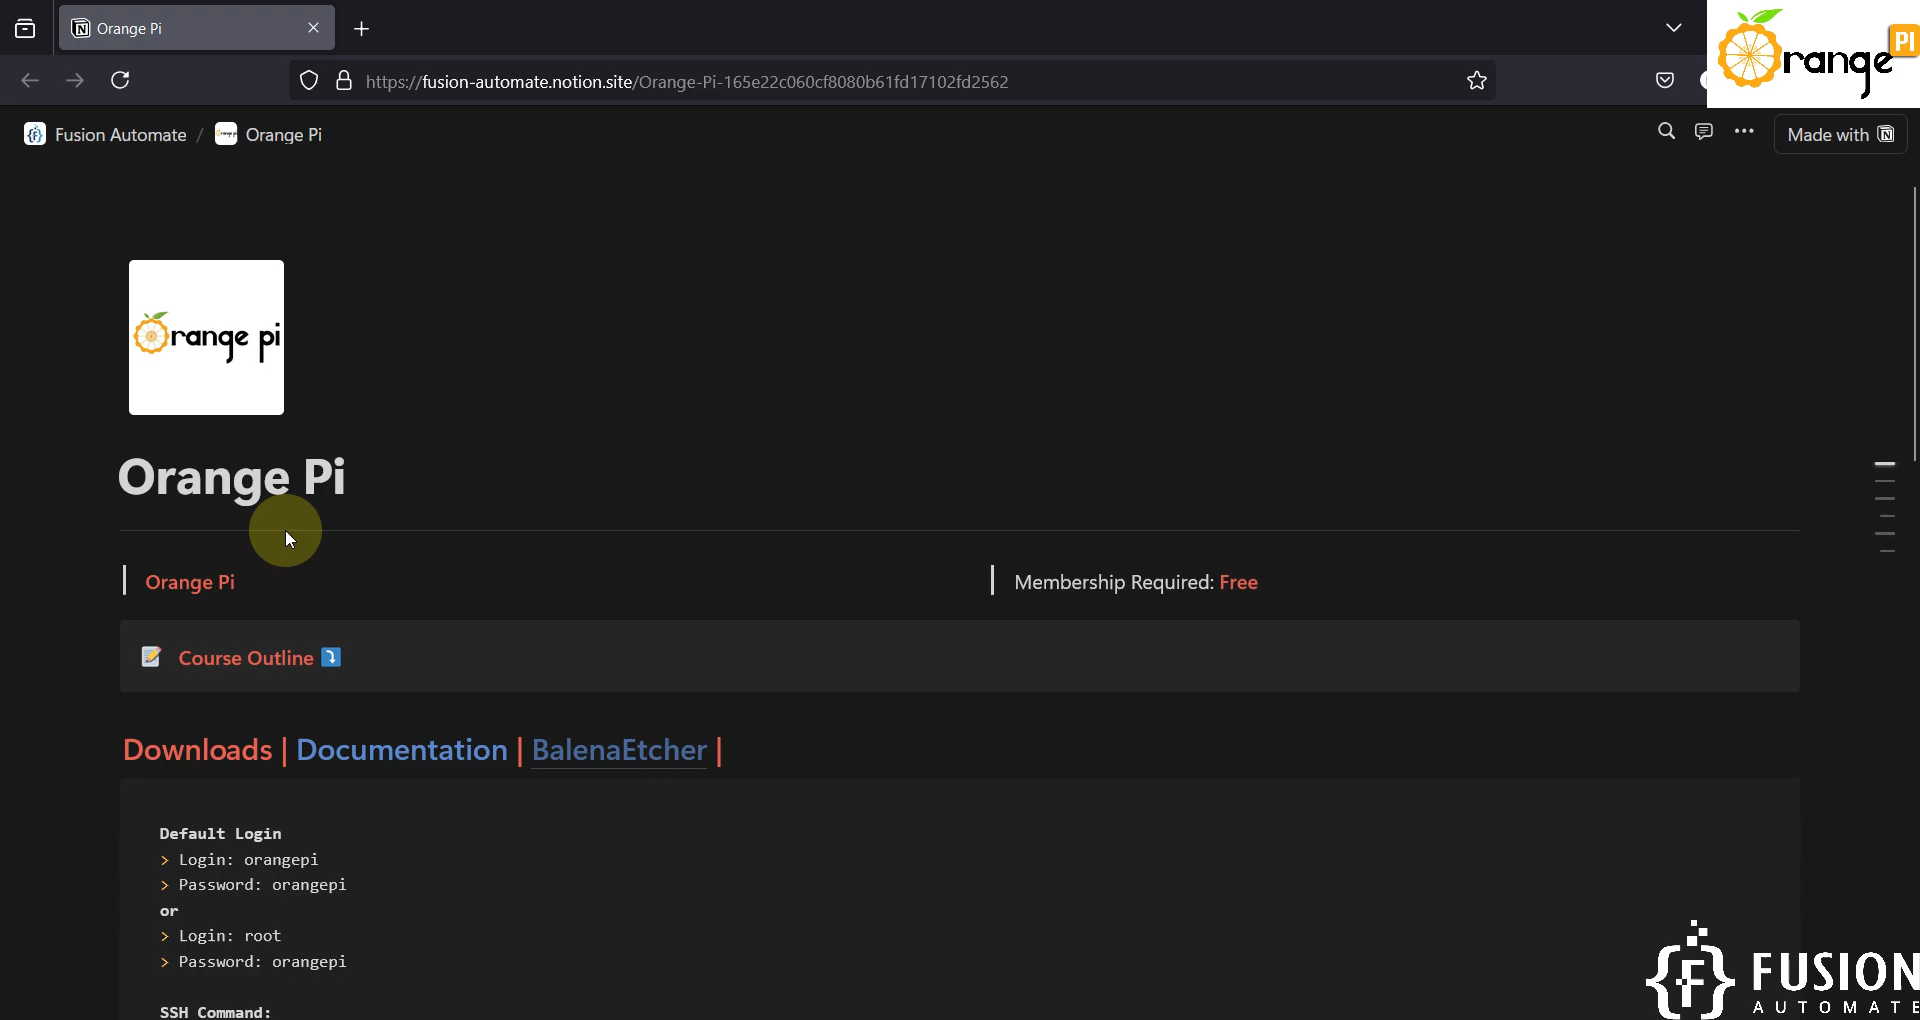 Orange Pi
range PI
https://fusion-automate.notion.site/Orange-Pi-165e22c060cf8080b61fd17102fd2562
Fusion Automate / Orange Pi
Made with
range pi
Orange Pi
Orange Pi
Membership Required: Free
Course Outline
Downloads | Documentation | BalenaEtcher |
Default Login
> Login: orangepi
> Password: orangepi
or
> Login: root
> Password: orangepi
SSH Command:
{F} FUSION
AUTOMATE